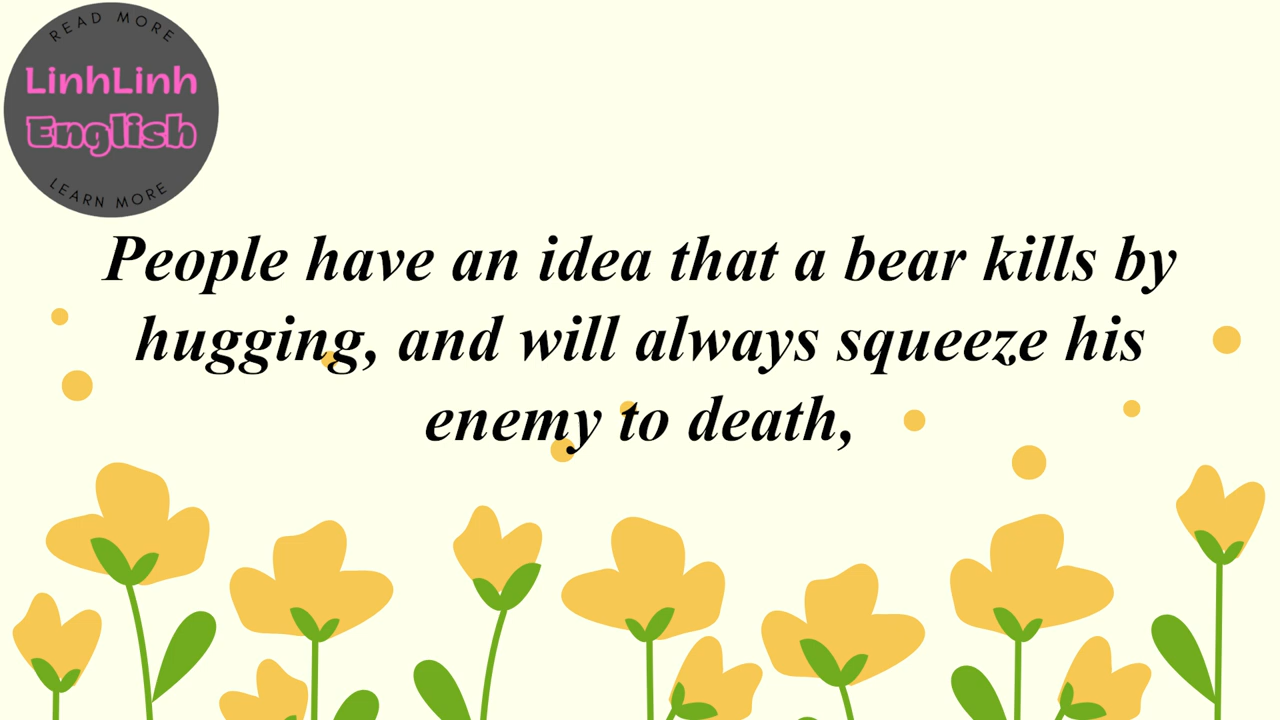 READ MORE
LinhLinh
English
LEARN MORE
People have an idea that a bear kills by
hugging, and will always squeeze his
enemy to death,